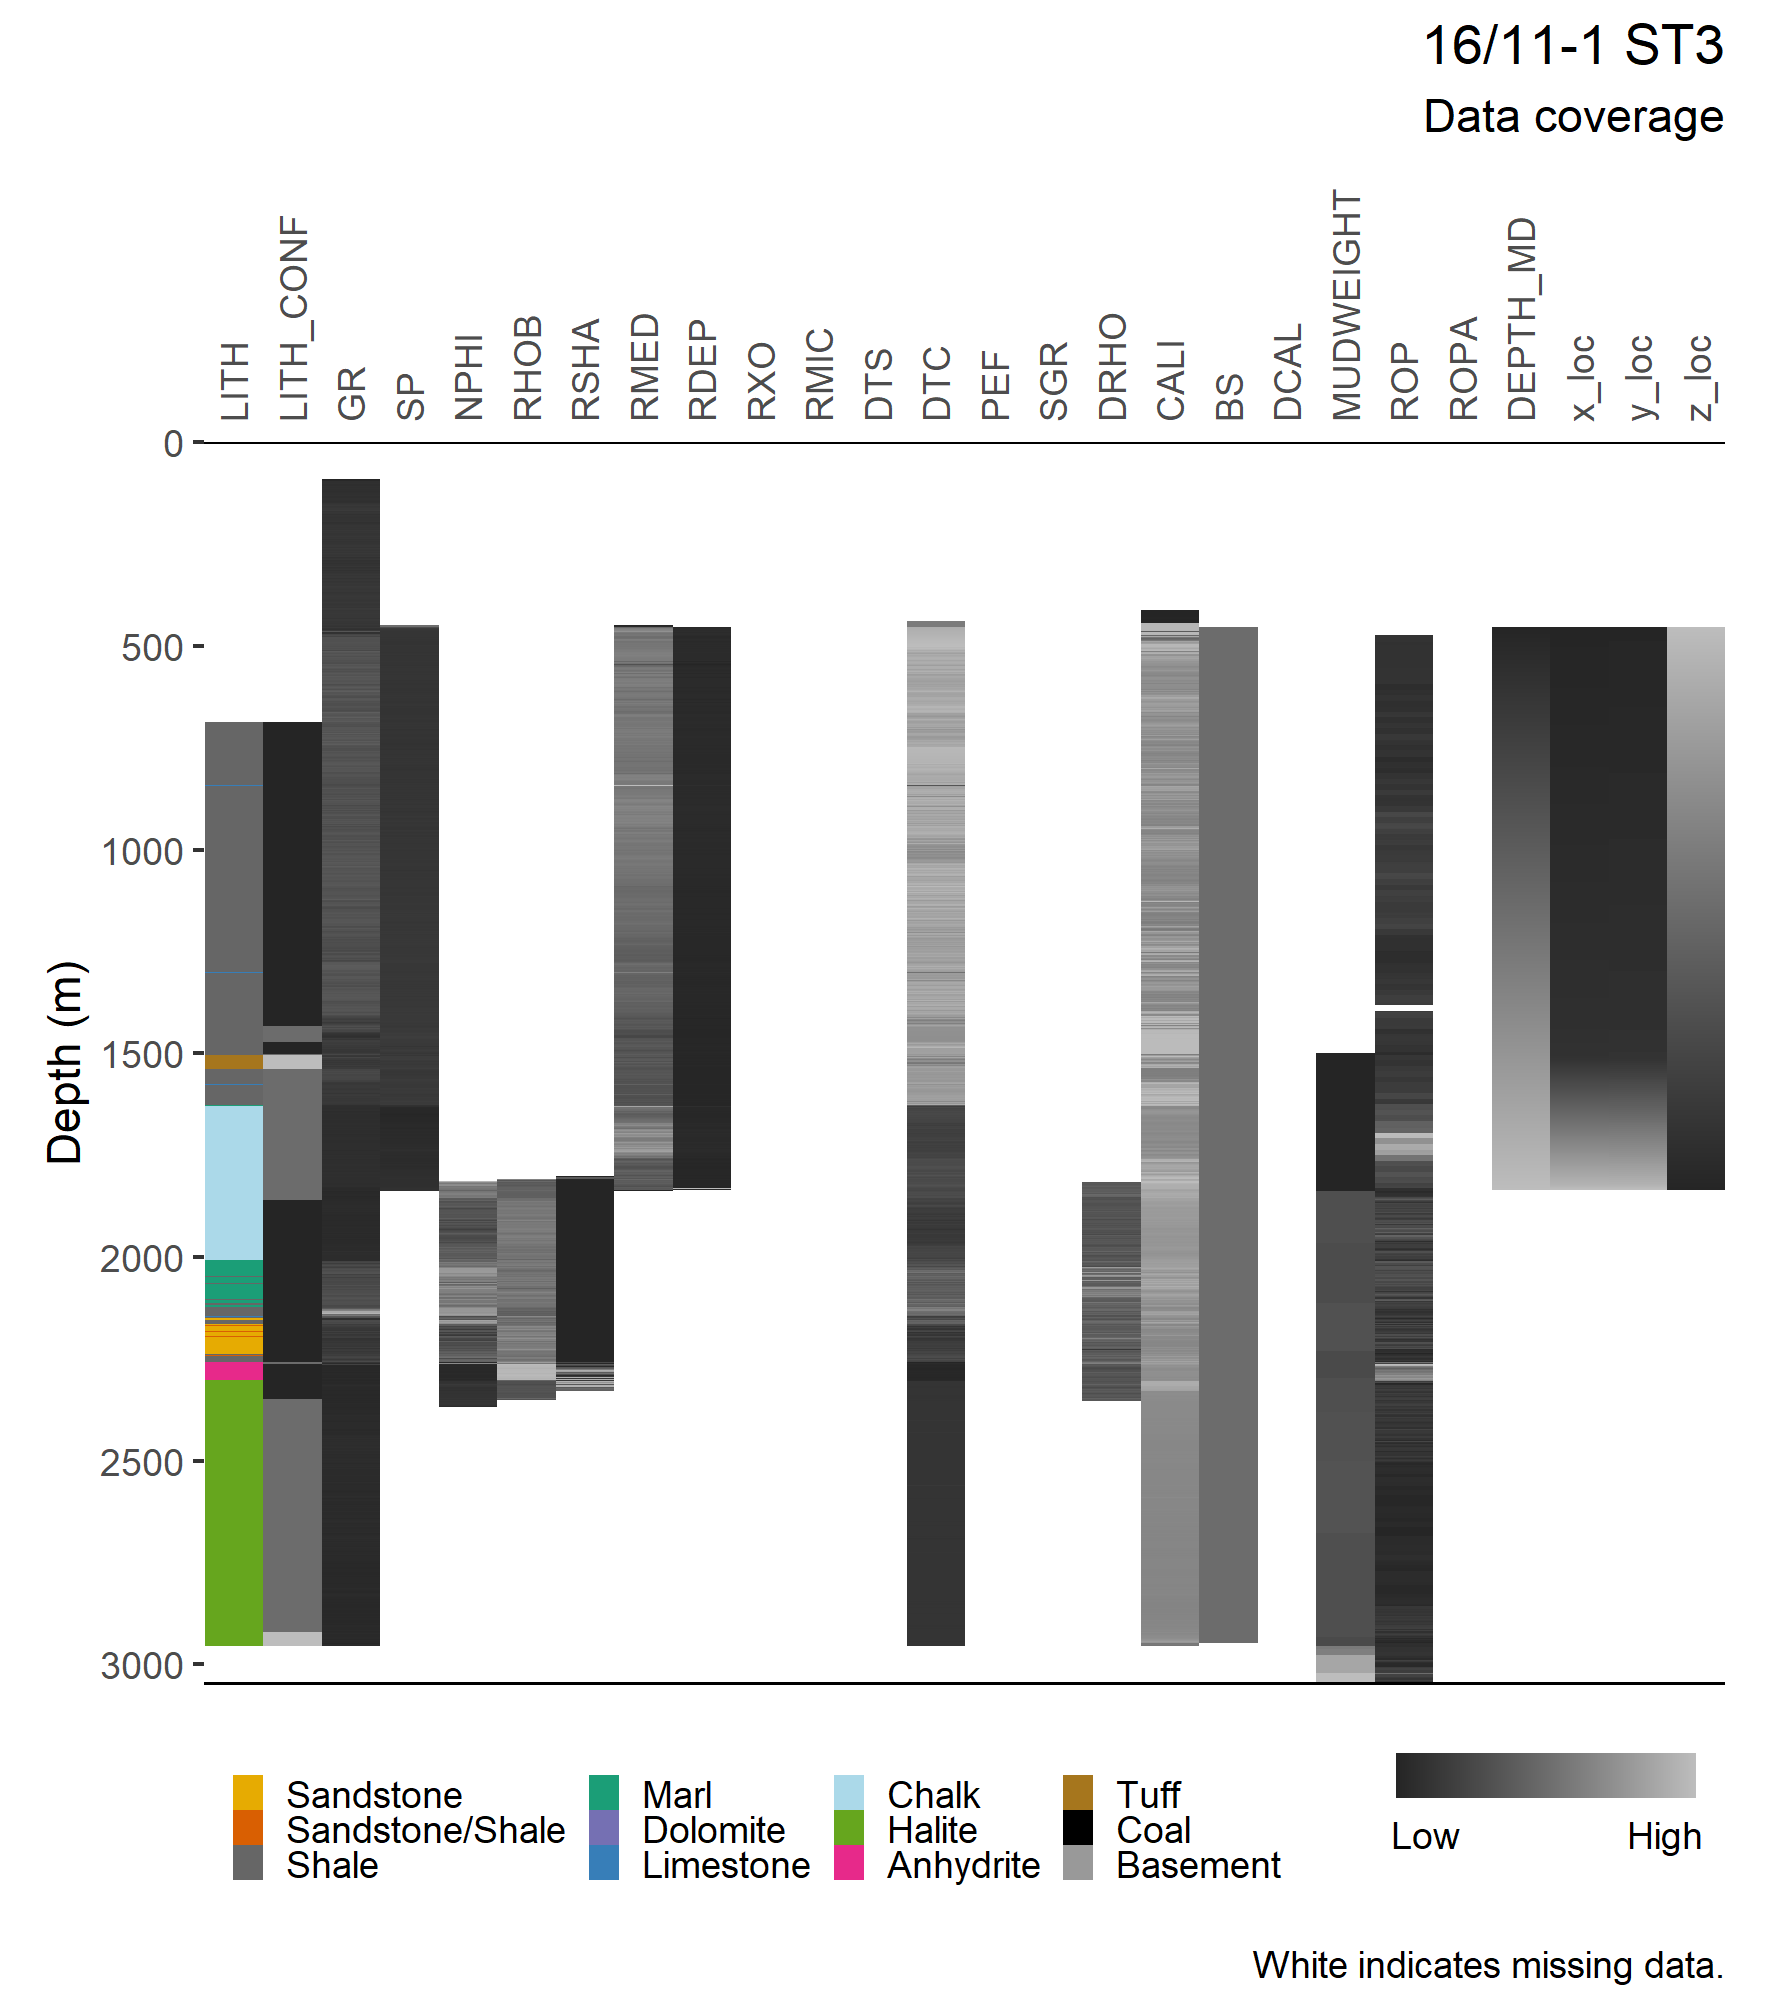 16/11-1 ST3
Data coverage
LITH
LITH_CONF
GR
SP
NPHI
RHOB
RSHA
RMED
RDEP
RXO
RMIC
DTS
DTC
PEF
SGR
DRHO
CALI
BS
DCAL
MUDWEIGHT
ROP
ROPA
DEPTH_MD
x_loc
y_loc
z_loc
0
500
1000
1500
2000
2500
3000
Depth (m)
Sandstone
Sandstone/Shale
Shale
Marl
Dolomite
Limestone
Chalk
Halite
Anhydrite
Tuff
Coal
Basement
Low High
White indicates missing data.